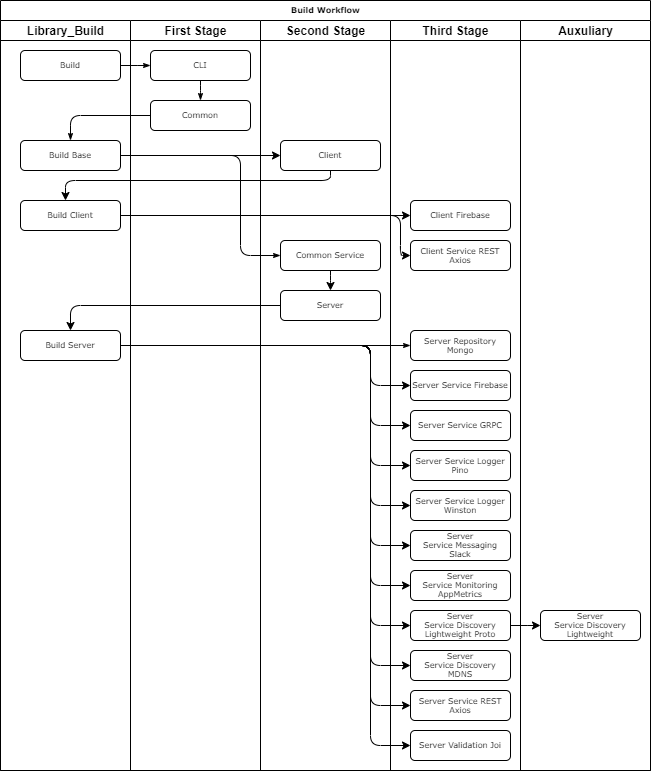 Build Workflow
Library_Build
First Stage
Second Stage
Third Stage
Auxuliary
Build
CLI
Common
Build Base
Client
Build Client
Client Firebase
Common Service
Client Service REST
Axios
Server
Build Server
Server Repository
Mongo
Server Service Firebase
Server Service GRPC
Server Service Logger
Pino
Server Service Logger
Winston
Server
Service Messaging
Slack
Server
Service Monitoring
AppMetrics
Server
Service Discovery
Lightweight Proto
Server
Service Discovery
Lightweight
Server
Service Discovery
MDNS
Server Service REST
Axios
Server Validation Joi